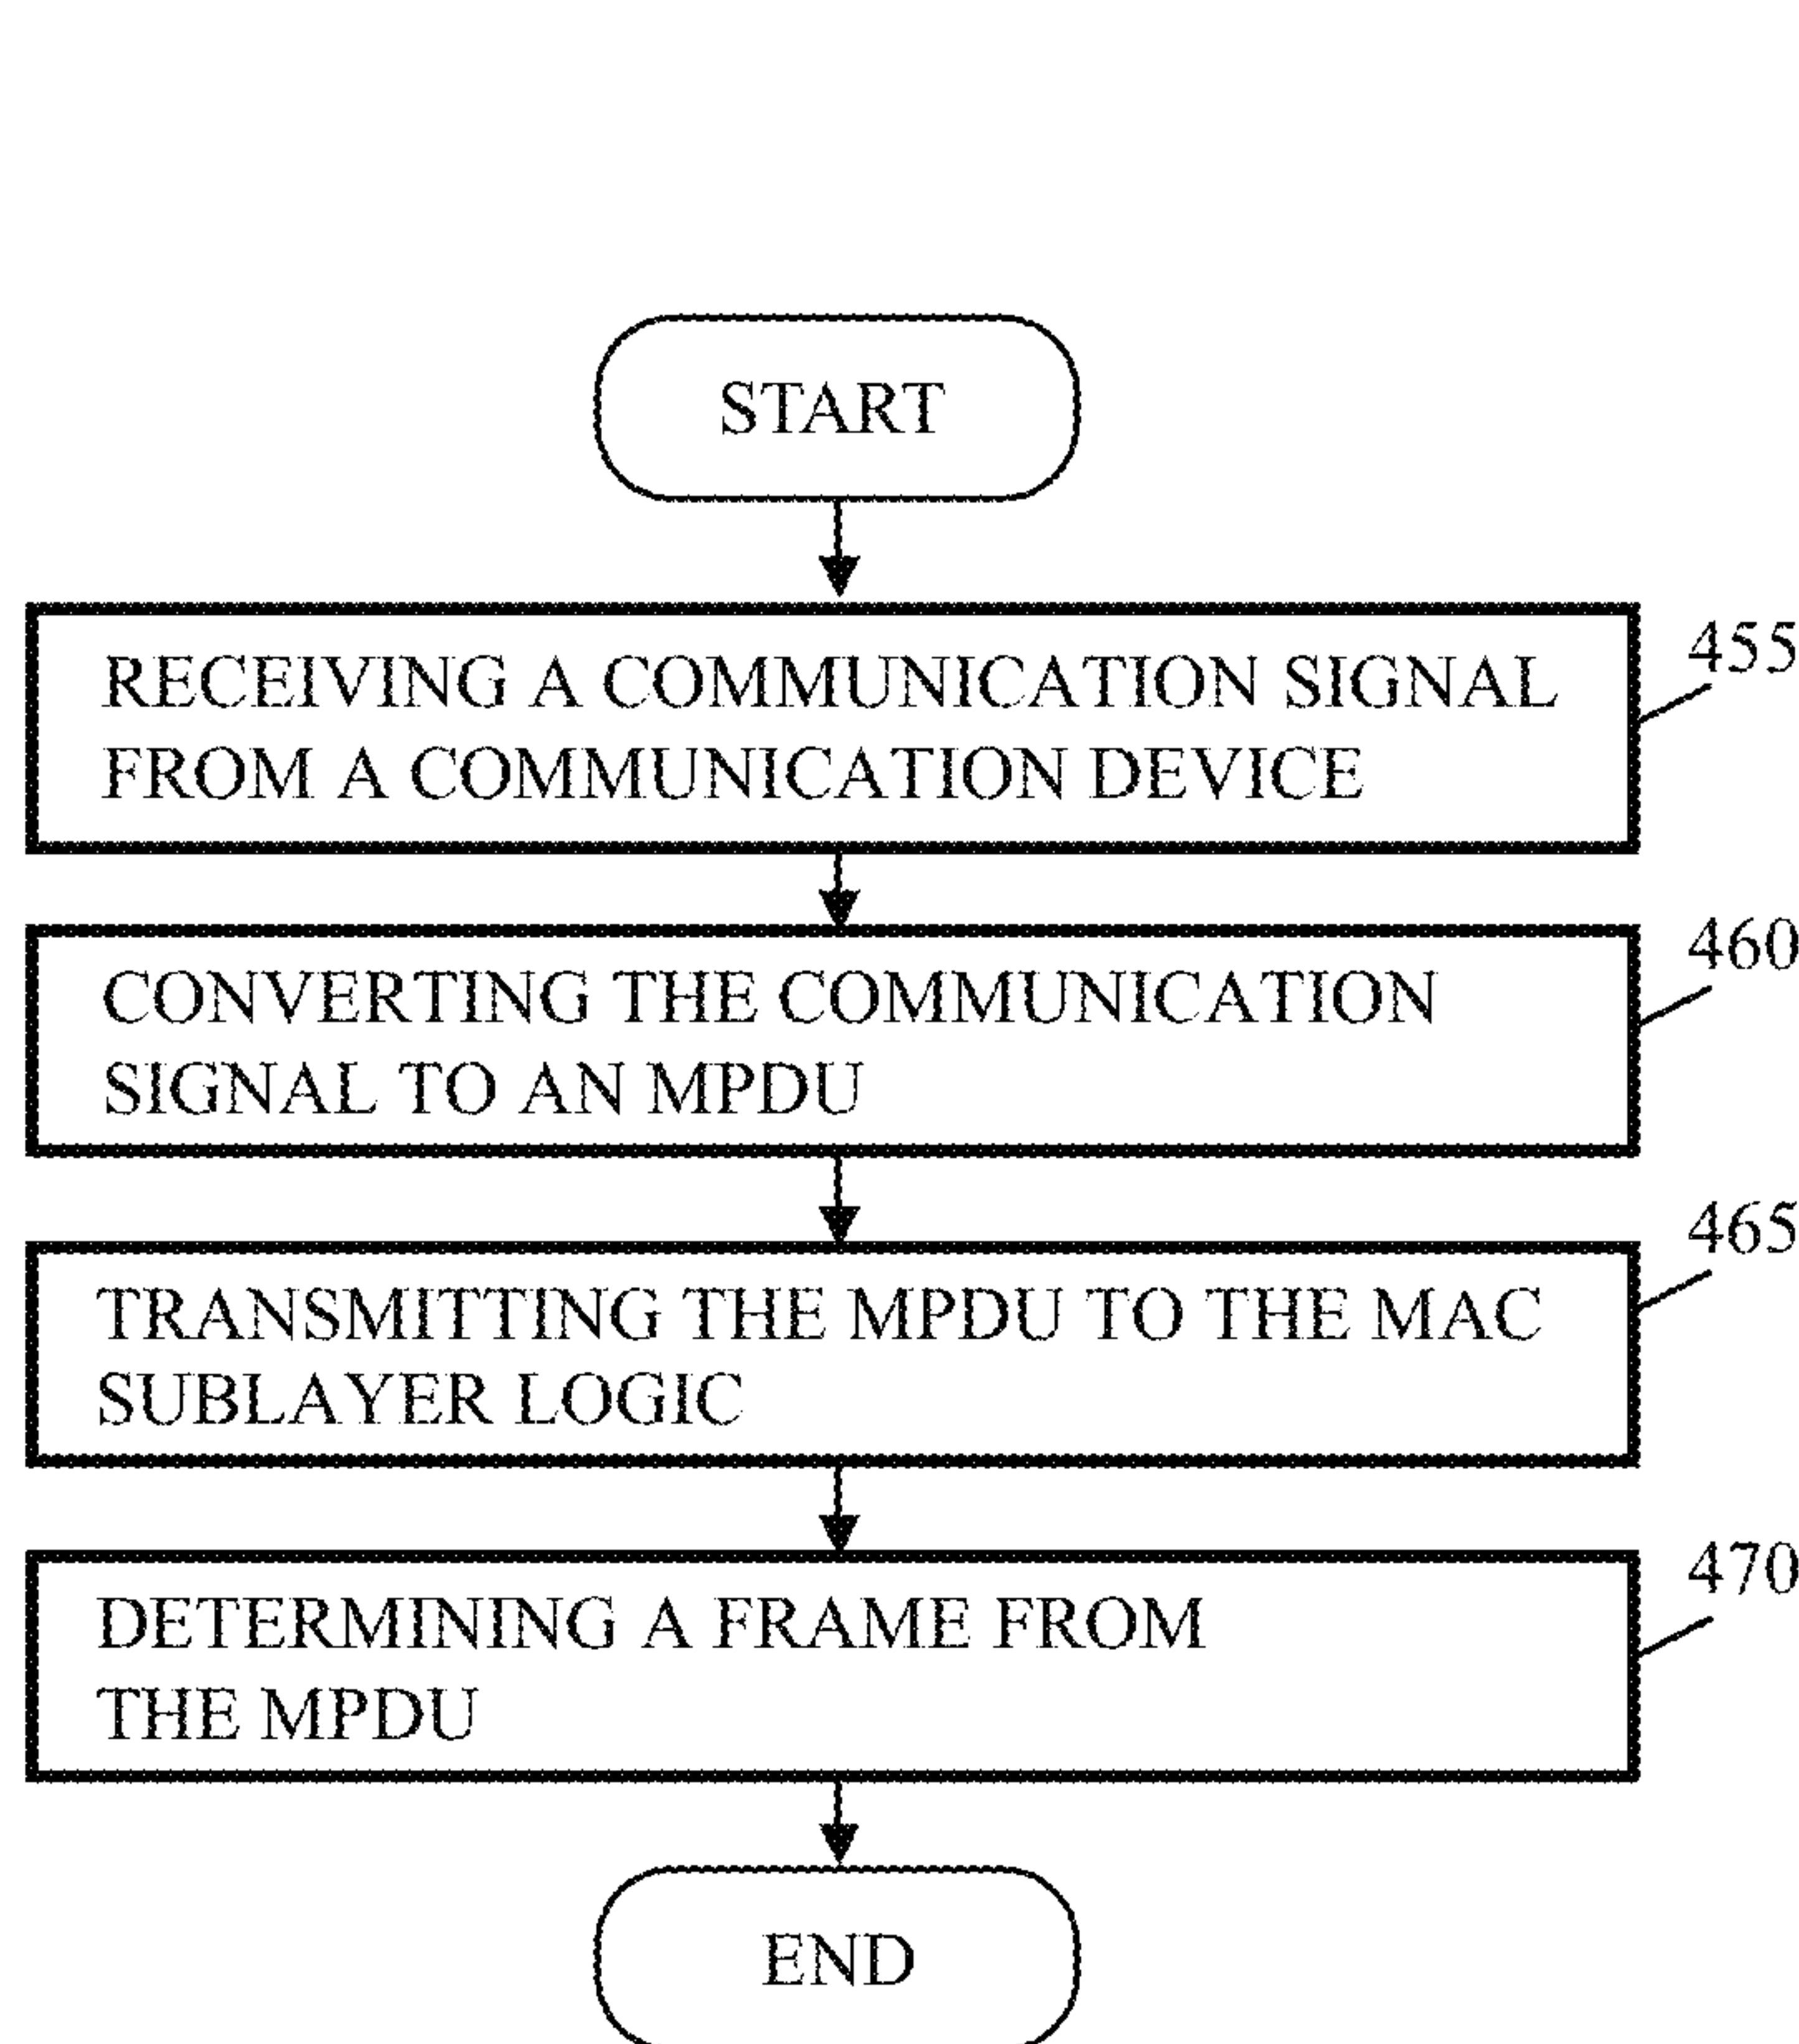 START
RECEIVING A COMMUNICATION SIGNAL
FROM A COMMUNICATION DEVICE
455
CONVERTING THE COMMUNICATION
SIGNAL TO AN MPDU
460
TRANSMITTING THE MPDU TO THE MAC
SUBLAYER LOGIC
465
DETERMINING A FRAME FROM
THE MPDU
470
END